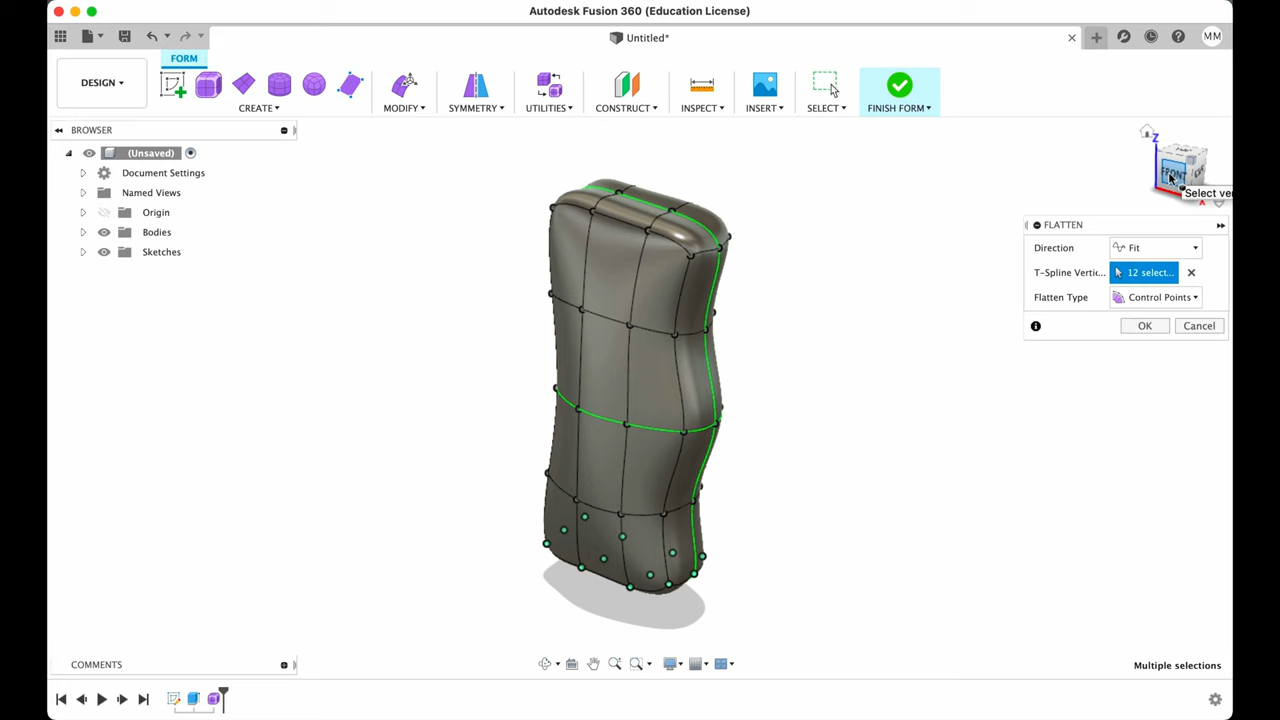 Autodesk Fusion 360 (Education License)
Untitled*
MM
FORM
DESIGN
CREATE
MODIFY
SYMMETRY
UTILITIES
CONSTRUCT
INSPECT
INSERT
SELECT
FINISH FORM
BROWSER
(Unsaved)
Document Settings
Named Views
Origin
Bodies
Sketches
Z
FRONT
Select ver
X
FLATTEN
Direction
Fit
T-Spline Vertic...
12 select...
Flatten Type
Control Points
OK
Cancel
COMMENTS
Multiple selections